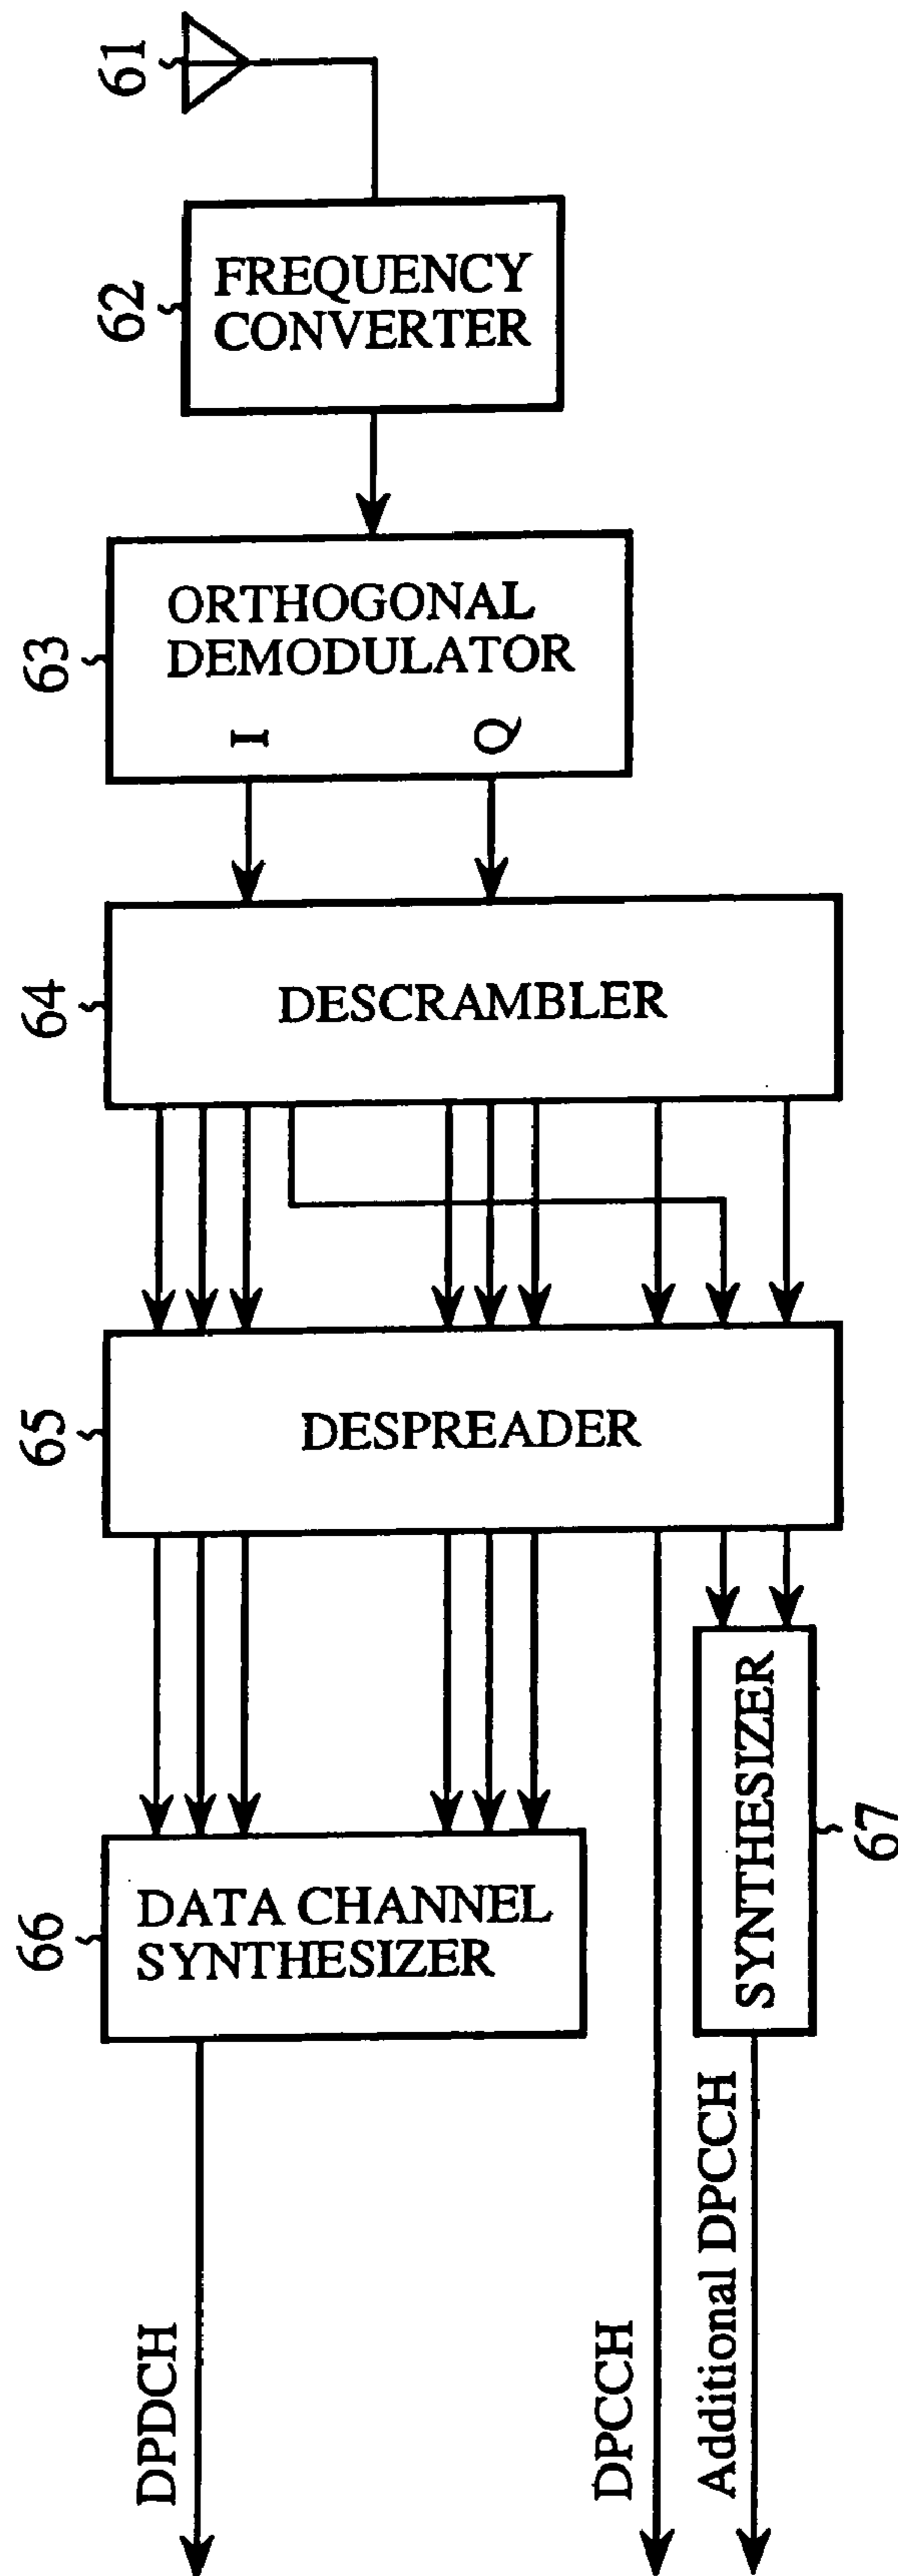 61
62
FREQUENCY
CONVERTER
63
ORTHOGONAL
DEMODULATOR
I
Q
64
DESCRAMBLER
65
DESPREADER
66
DATA CHANNEL
SYNTHESIZER
SYNTHESIZER
67
DPDCH
DPCCH
Additional DPCCH